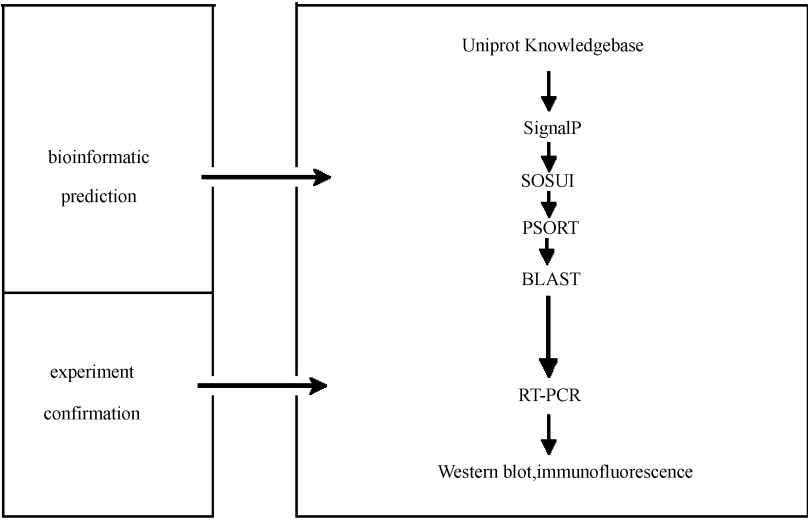 bioinformatic
prediction
experiment
confirmation
Uniprot Knowledgebase
SignalP
SOSUI
PSORT
BLAST
RT-PCR
Western blot,immunofluorescence